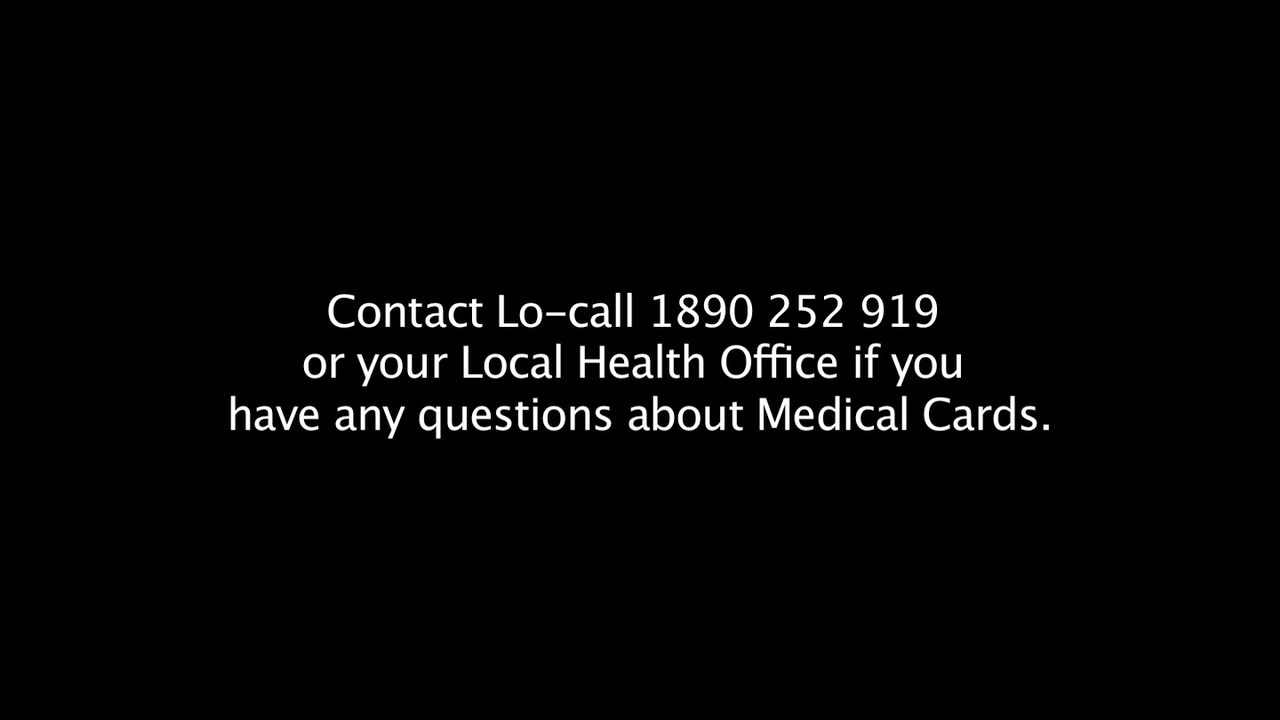 Contact Lo-call 1890 252 919
or your Local Health Office if you
have any questions about Medical Cards.